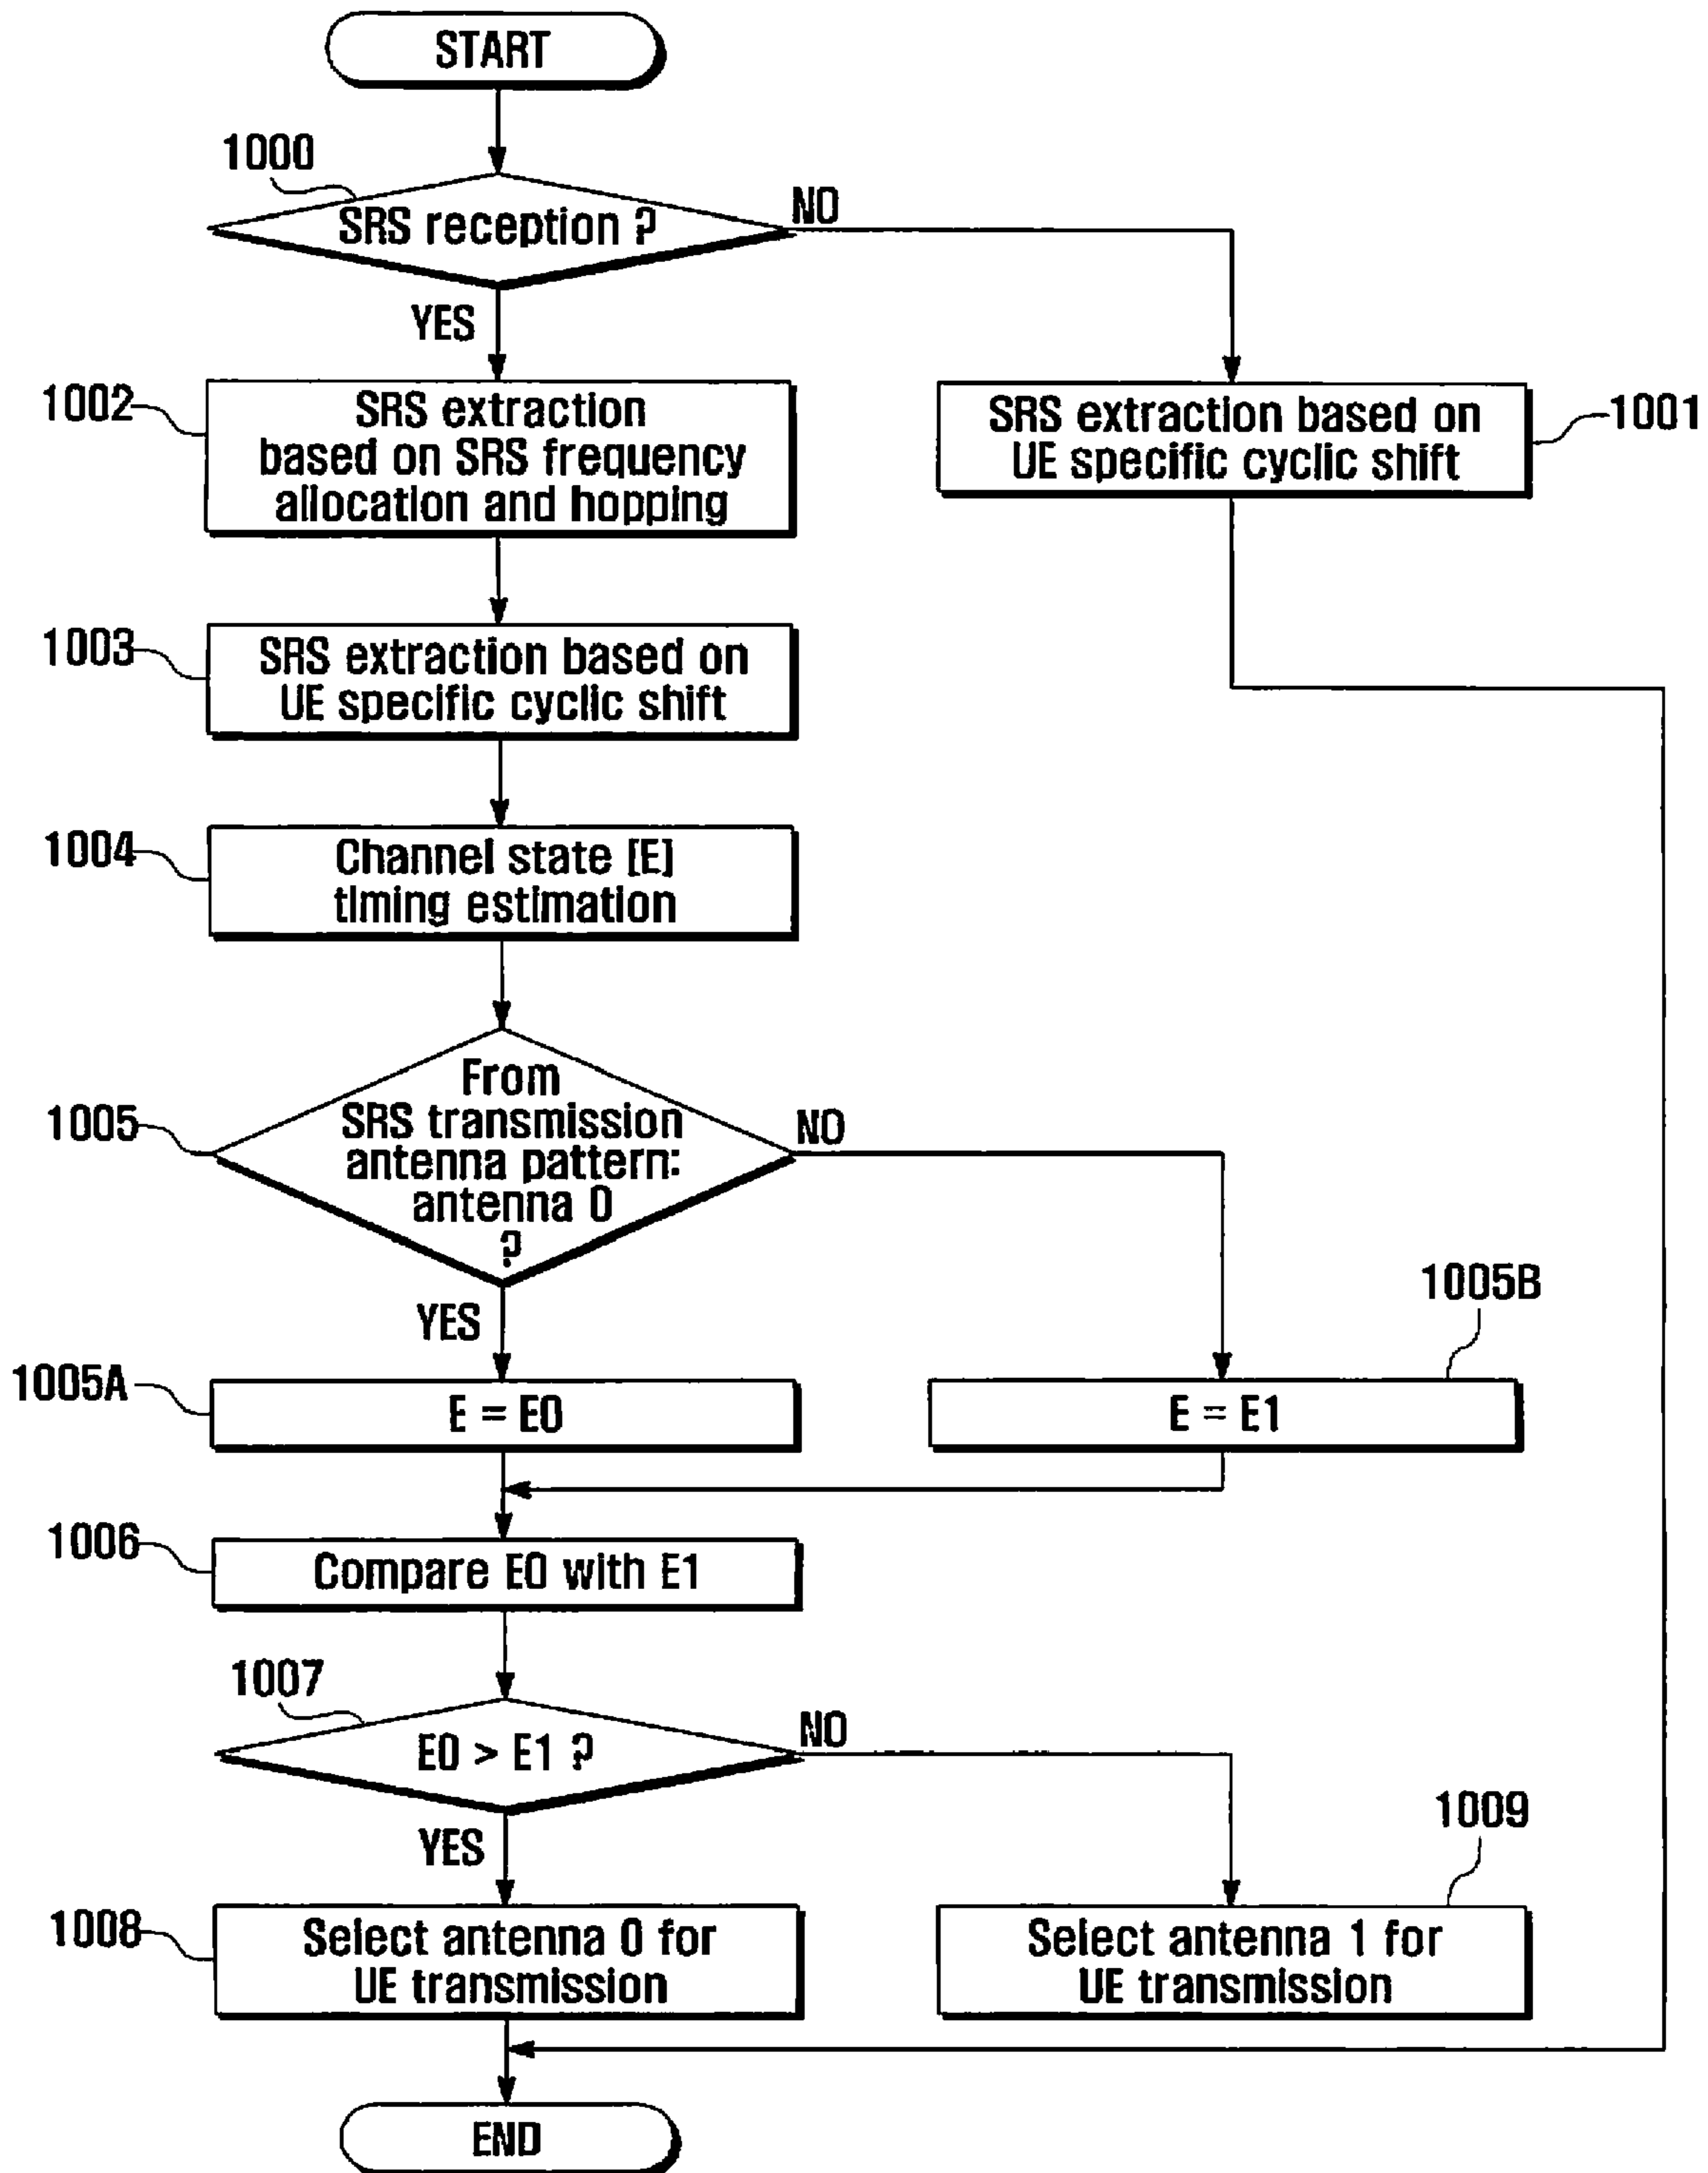 START
1000
SRS reception ?
NO
YES
1002
SRS extraction
based on SRS frequency
allocation and hopping
SRS extraction based on
UE specific cyclic shift
1001
1003
SRS extraction based on
UE specific cyclic shift
1004
Channel state [E]
timing estimation
1005
From
SRS transmission
antenna pattern:
antenna 0
?
NO
YES
1005B
1005A
E = E0
E = E1
1006
Compare E0 with E1
1007
E0 > E1 ?
NO
YES
1009
1008
Select antenna 0 for
UE transmission
Select antenna 1 for
UE transmission
END